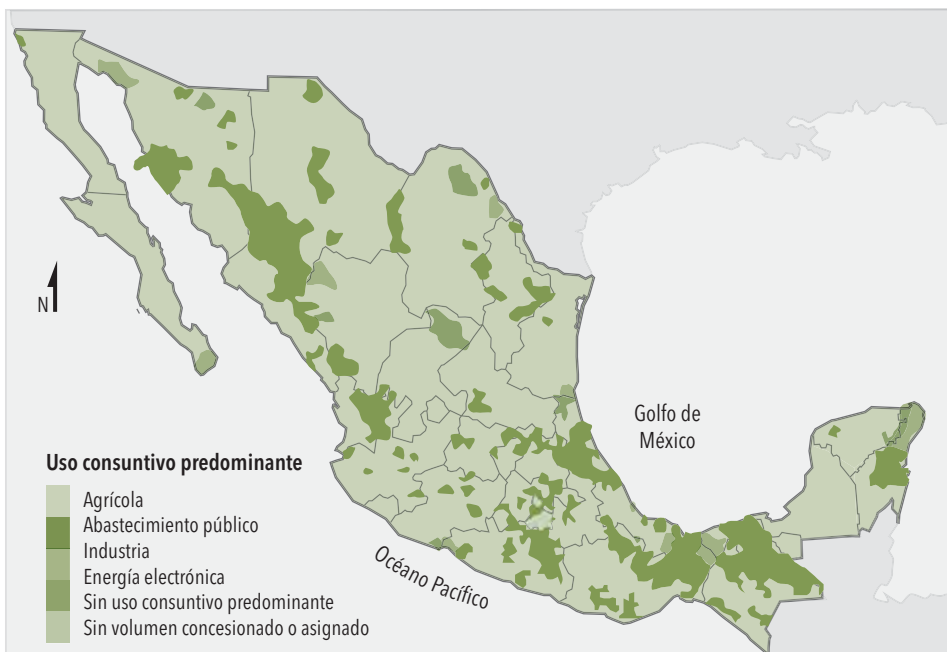 N
Golfo de
México
Océano Pacífico
Uso consuntivo predominante
Agrícola
Abastecimiento público
Industria
Energía electrónica
Sin uso consuntivo predominante
Sin volumen concesionado o asignado